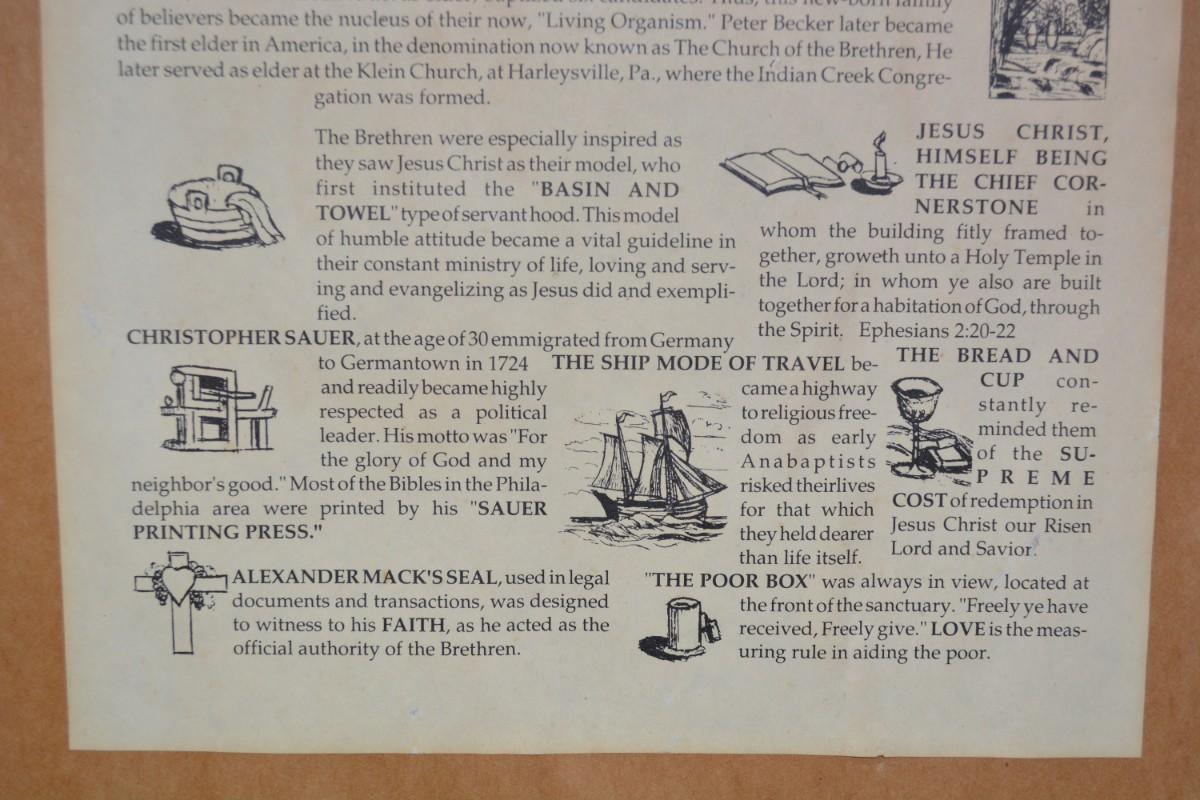 of believers became the nucleus of their now, "Living Organism." Peter Becker later became
the first elder in America, in the denomination now known as The Church of the Brethren, He
later served as elder at the Klein Church, at Harleysville, Pa., where the Indian Creek Congre-
gation was formed.
The Brethren were especially inspired as
they saw Jesus Christ as their model, who
first instituted the "BASIN AND
TOWEL" type of servanthood. This model
of humble attitude became a vital guideline in
their constant ministry of life, loving and serv-
ing and evangelizing as Jesus did and exempli-
fied.
JESUS CHRIST,
HIMSELF BEING
THE CHIEF COR-
NERSTONE in
whom the building fitly framed to-
gether, groweth unto a Holy Temple in
the Lord; in whom ye also are built
together for a habitation of God, through
the Spirit. Ephesians 2:20-22
CHRISTOPHER SAUER, at the age of 30 emmigrated from Germany
to Germantown in 1724
and readily became highly
respected as a political
leader. His motto was "For
the glory of God and my
neighbor's good." Most of the Bibles in the Phila-
delphia area were printed by his "SAUER
PRINTING PRESS."
THE SHIP MODE OF TRAVEL be-
came a highway
to religious free-
dom as early
Anabaptists
risked theirlives
for that which
they held dearer
than life itself.
THE BREAD AND
CUP con-
stantly re-
minded them
of the SU-
PREME
COST of redemption in
Jesus Christ our Risen
Lord and Savior.
ALEXANDER MACK'S SEAL, used in legal
documents and transactions, was designed
to witness to his FAITH, as he acted as the
official authority of the Brethren.
"THE POOR BOX" was always in view, located at
the front of the sanctuary. "Freely ye have
received, Freely give." LOVE is the meas-
uring rule in aiding the poor.